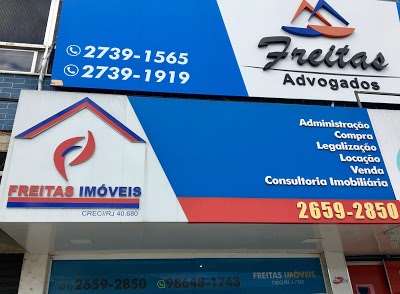 2739-1565
2739-1919
Freitas
Advogados
FREITAS IMÓVEIS
CRECI/RJ 40.680
Administração
Compra
Legalização
Locação
Venda
Consultoria Imobiliária
2659-2850
2659-2850 98648-1743
FREITAS IMÓVEIS